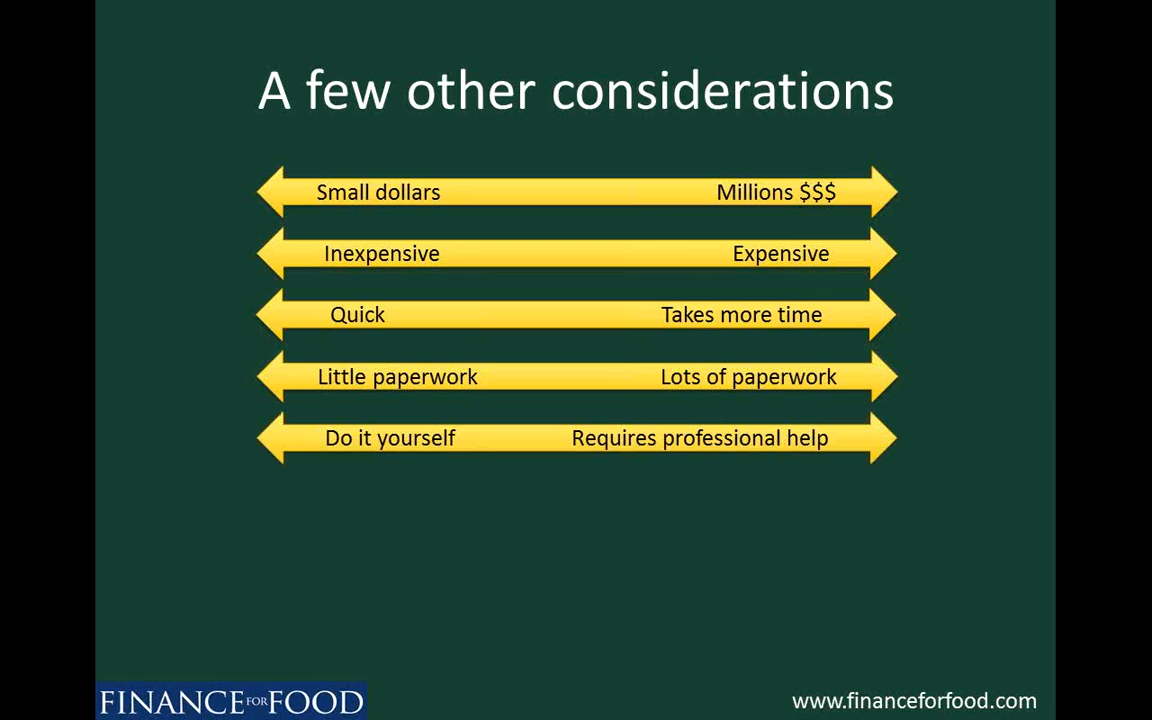 A few other considerations
Small dollars Millions $$$
Inexpensive Expensive
Quick Takes more time
Little paperwork Lots of paperwork
Do it yourself Requires professional help
FINANCE FOR FOOD www.financeforfood.com